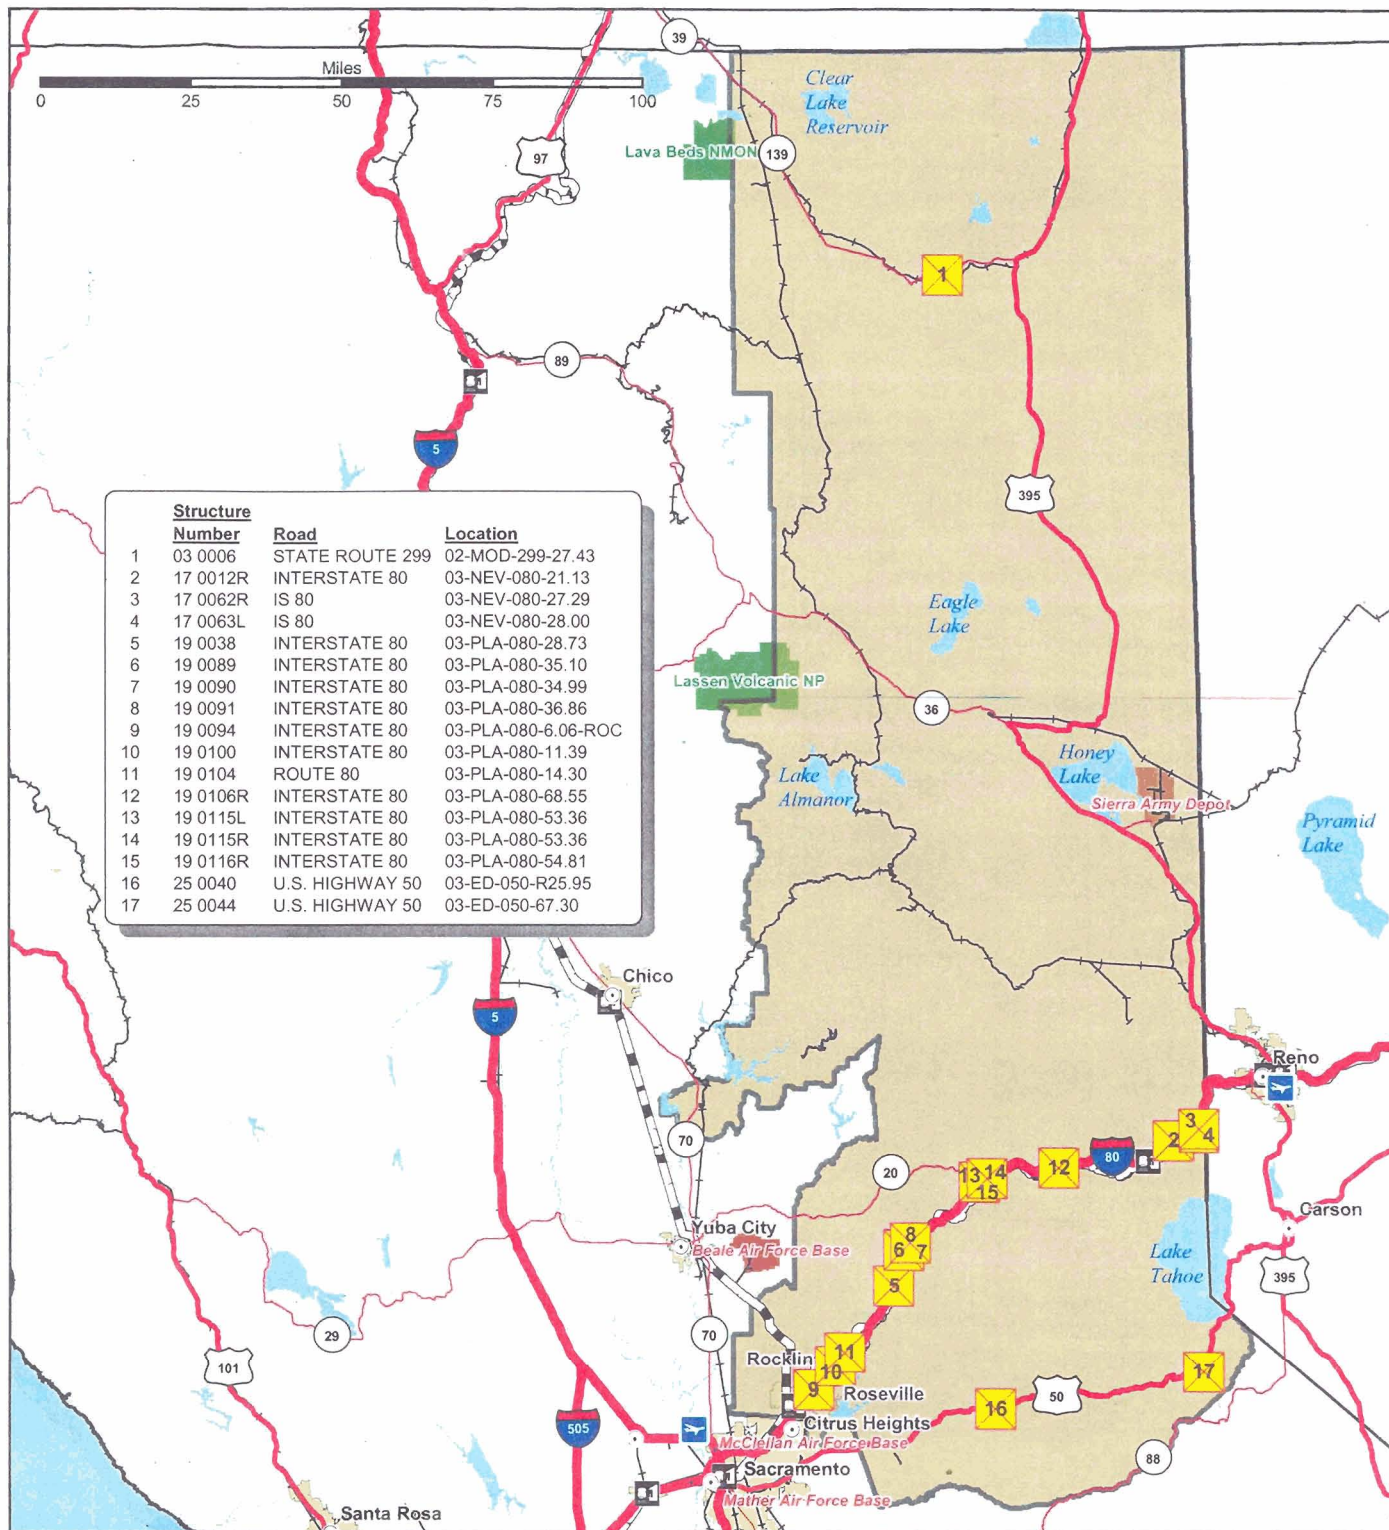 39
Miles
0 25 50 75 100
Clear
Lake
Reservoir
97
Lava Beds NMON
139
1
89
5
395
Structure
Number Road Location
1 03 0006 STATE ROUTE 299 02-MOD-299-27.43
2 17 0012R INTERSTATE 80 03-NEV-080-21.13
3 17 0062R IS 80 03-NEV-080-27.29
4 17 0063L IS 80 03-NEV-080-28.00
5 19 0038 INTERSTATE 80 03-PLA-080-28.73
6 19 0089 INTERSTATE 80 03-PLA-080-35.10
7 19 0090 INTERSTATE 80 03-PLA-080-34.99
8 19 0091 INTERSTATE 80 03-PLA-080-36.86
9 19 0094 INTERSTATE 80 03-PLA-080-6.06-ROC
10 19 0100 INTERSTATE 80 03-PLA-080-11.39
11 19 0104 ROUTE 80 03-PLA-080-14.30
12 19 0106R INTERSTATE 80 03-PLA-080-68.55
13 19 0115L INTERSTATE 80 03-PLA-080-53.36
14 19 0115R INTERSTATE 80 03-PLA-080-53.36
15 19 0116R INTERSTATE 80 03-PLA-080-54.81
16 25 0040 U.S. HIGHWAY 50 03-ED-050-R25.95
17 25 0044 U.S. HIGHWAY 50 03-ED-050-67.30
Eagle
Lake
Lassen Volcanic NP
36
Honey
Lake
Lake
Almanor
Sierra Army Depot
Pyramid
Lake
Chico
5
Reno
70
3
2 4
80
20
13 14
15
12
Yuba City
Beale Air Force Base
8
6 7
5
Carson
Lake
Tahoe
395
29
70
101
Rocklin
11
10
9
Roseville
17
16
50
505
Citrus Heights
McClellan Air Force Base
88
Sacramento
Mather Air Force Base
Santa Rosa